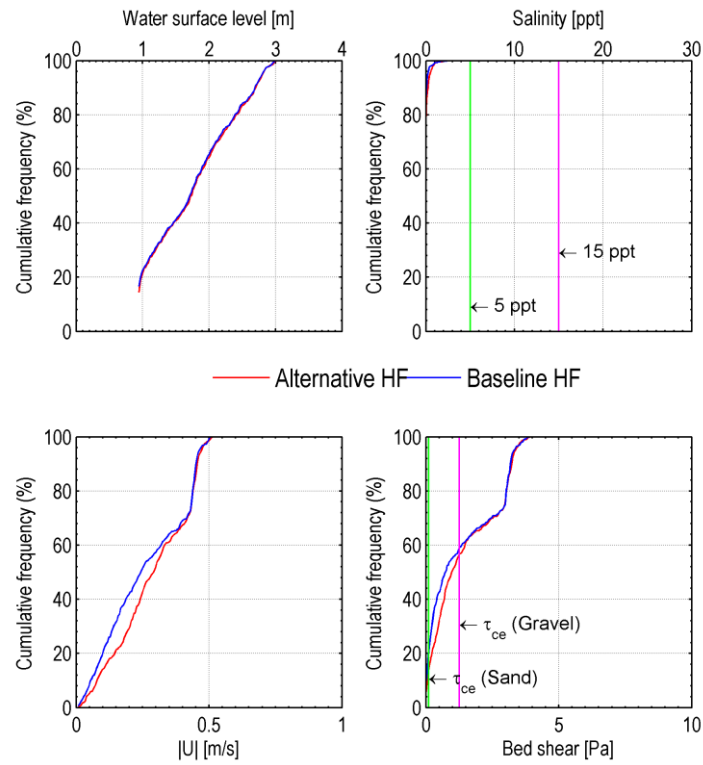 Water surface level [m]
0 1 2 3 4
Cumulative frequency (%)
100
80
60
40
20
0
Salinity [ppt]
0 10 20 30
Cumulative frequency (%)
100
80
60
40
20
0
← 15 ppt
← 5 ppt
Alternative HF
Baseline HF
Cumulative frequency (%)
100
80
60
40
20
0
0 0.5 1
|U| [m/s]
Cumulative frequency (%)
100
80
60
40
20
0
← τce (Gravel)
← τce (Sand)
0 5 10
Bed shear [Pa]